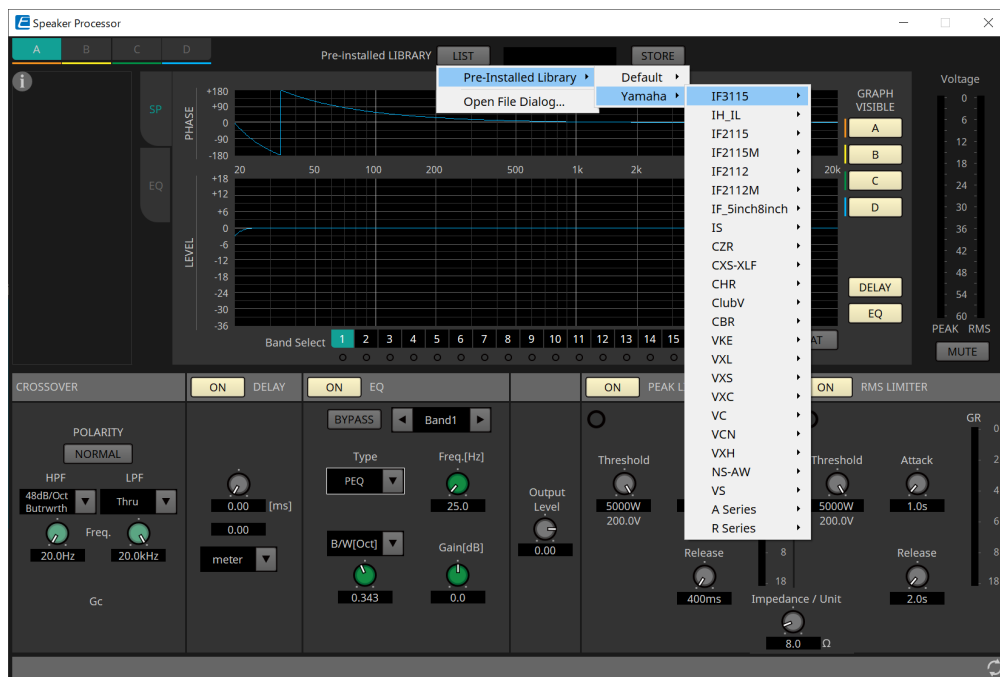 Speaker Processor
A B C D
Pre-installed LIBRARY LIST STORE
Pre-Installed Library
Open File Dialog...
Default
Yamaha
IF3115
IH_IL
IF2115
IF2115M
IF2112
IF2112M
IF_5inch8inch
IS
CZR
CXS-XLF
CHR
ClubV
CBR
VKE
VXL
VXS
VXC
VC
VCN
VXH
NS-AW
VS
A Series
R Series
SP
EQ
PHASE
+180
+90
0
-90
-180
20 50 100 200 500 1k 2k 20k
LEVEL
+18
+12
+6
0
-6
-12
-18
-24
-30
-36
Band Select 1 2 3 4 5 6 7 8 9 10 11 12 13 14 15
GRAPH
VISIBLE
A
B
C
D
DELAY
EQ
Voltage
0
6
12
18
24
30
36
42
48
54
60
PEAK RMS
MUTE
CROSSOVER
POLARITY
NORMAL
HPF LPF
48dB/Oct
Butrwrth
Thru
Freq.
20.0Hz 20.0kHz
Gc
ON DELAY
0.00 [ms]
0.00
meter
ON EQ
BYPASS Band1
Type Freq.[Hz]
PEQ
25.0
B/W[Oct] Gain[dB]
0.343 0.0
Output
Level
0.00
ON
Threshold
5000W
200.0V
Release
400ms
8
18
Impedance / Unit
8.0 Ω
ON RMS LIMITER
GR
0
2
8
18
Threshold Attack
5000W 1.0s
200.0V
Release
2.0s